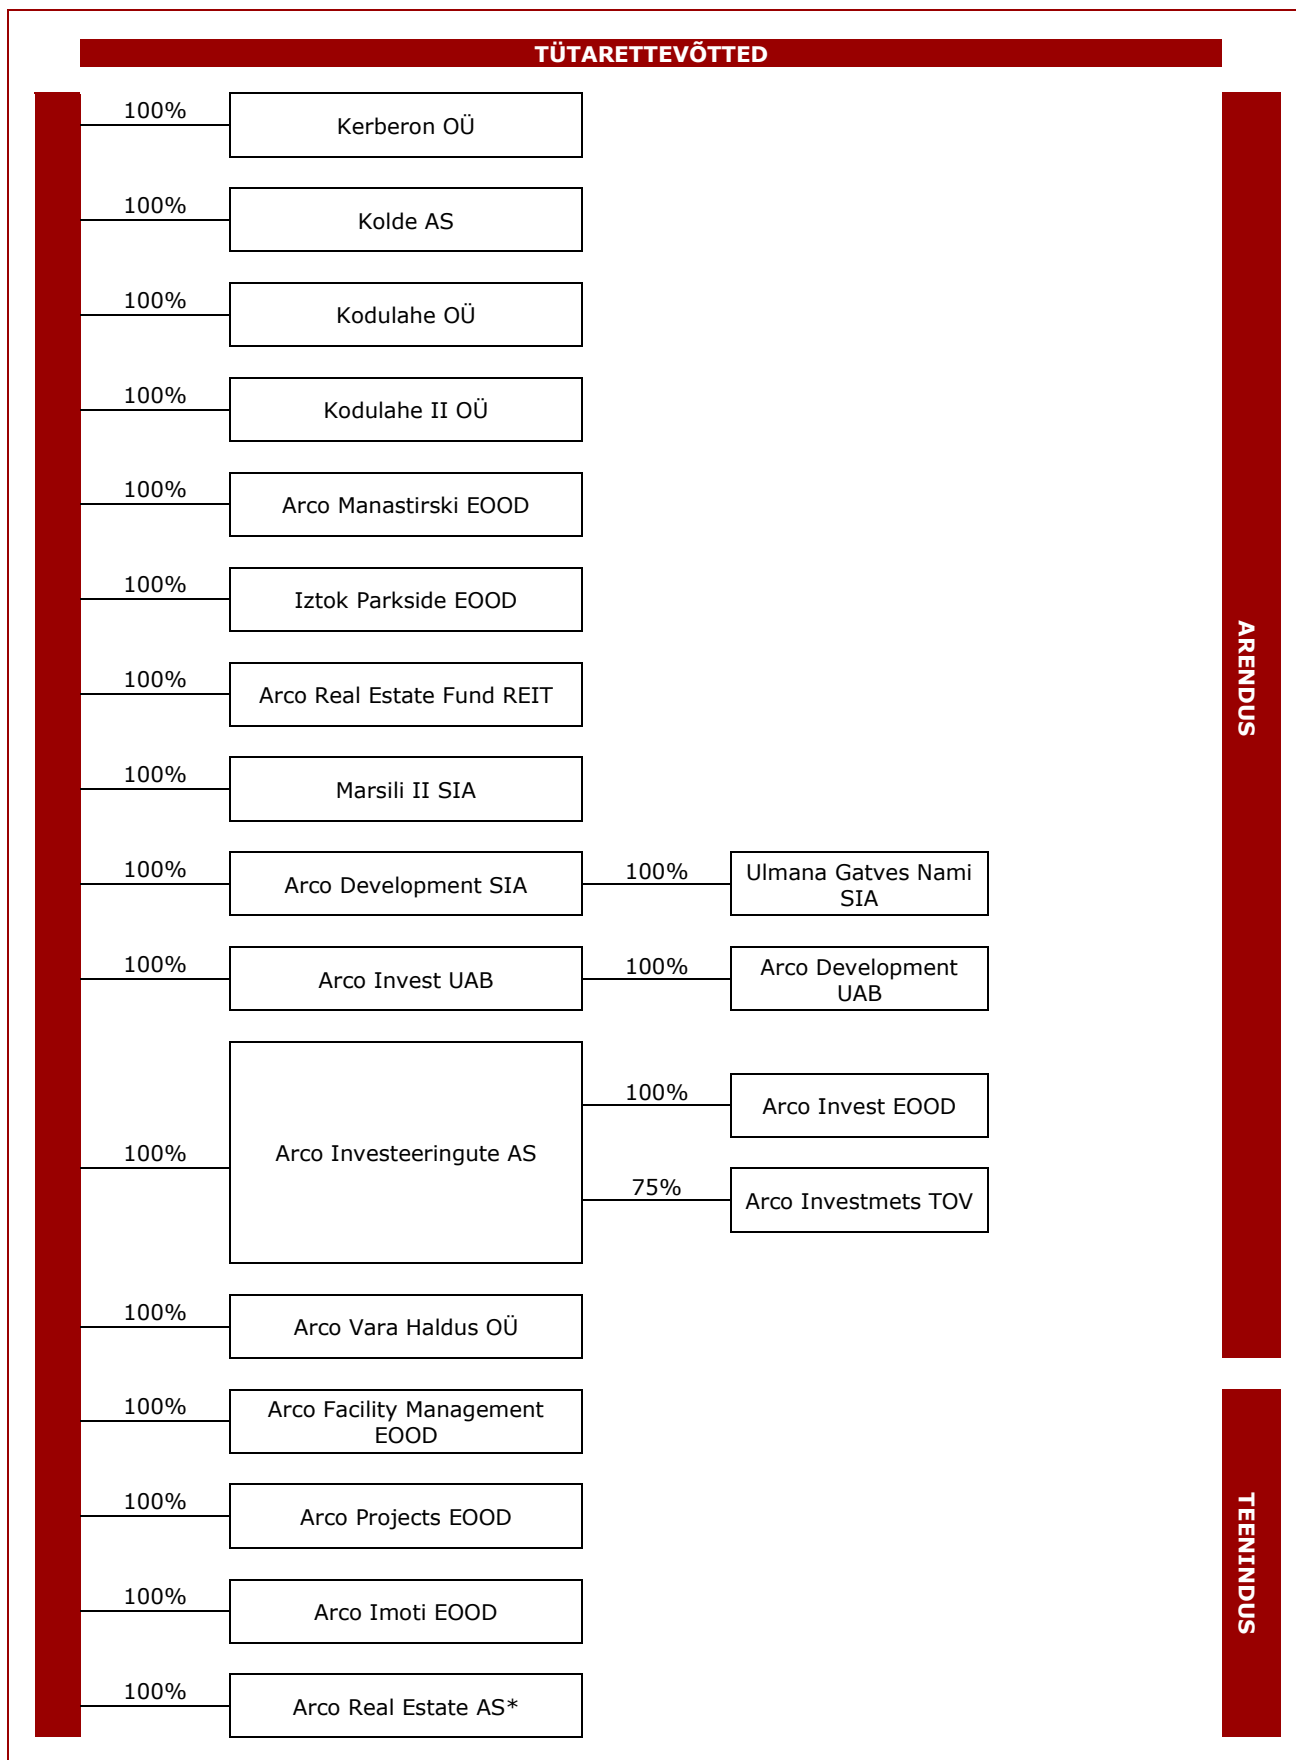 TÜTARETTEVÕTTED
100%
Kerberon OÜ
100%
Kolde AS
100%
Kodulahe OÜ
100%
Kodulahe II OÜ
100%
Arco Manastirski EOOD
100%
Iztok Parkside EOOD
100%
Arco Real Estate Fund REIT
100%
Marsili II SIA
100%
Arco Development SIA
100%
Ulmana Gatves Nami
SIA
100%
Arco Invest UAB
100%
Arco Development
UAB
100%
Arco Investeeringute AS
100%
Arco Invest EOOD
75%
Arco Investmets TOV
100%
Arco Vara Haldus OÜ
ARENDUS
100%
Arco Facility Management
EOOD
100%
Arco Projects EOOD
100%
Arco Imoti EOOD
100%
Arco Real Estate AS*
TEENINDUS